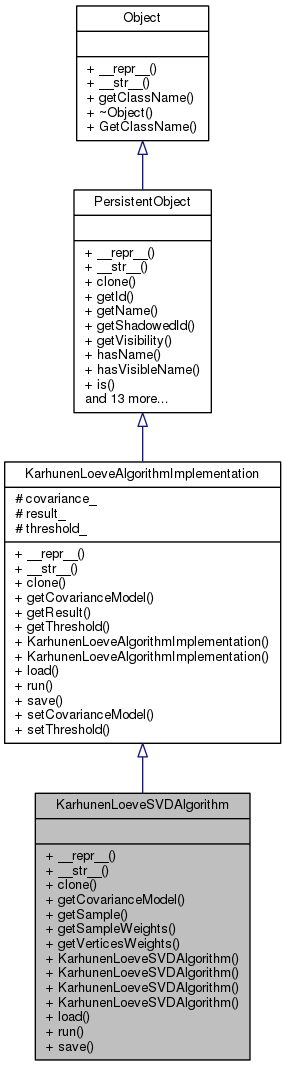 Object
+ __repr__()
+ __str__()
+ getClassName()
+ ~Object()
+ GetClassName()
PersistentObject
+ __repr__()
+ __str__()
+ clone()
+ getId()
+ getName()
+ getShadowedId()
+ getVisibility()
+ hasName()
+ hasVisibleName()
+ is()
and 13 more...
KarhunenLoeveAlgorithmImplementation
# covariance_
# result_
# threshold_
+ __repr__()
+ __str__()
+ clone()
+ getCovarianceModel()
+ getResult()
+ getThreshold()
+ KarhunenLoeveAlgorithmImplementation()
+ KarhunenLoeveAlgorithmImplementation()
+ load()
+ run()
+ save()
+ setCovarianceModel()
+ setThreshold()
KarhunenLoeveSVDAlgorithm
+ __repr__()
+ __str__()
+ clone()
+ getCovarianceModel()
+ getSample()
+ getSampleWeights()
+ getVerticesWeights()
+ KarhunenLoeveSVDAlgorithm()
+ KarhunenLoeveSVDAlgorithm()
+ KarhunenLoeveSVDAlgorithm()
+ KarhunenLoeveSVDAlgorithm()
+ load()
+ run()
+ save()